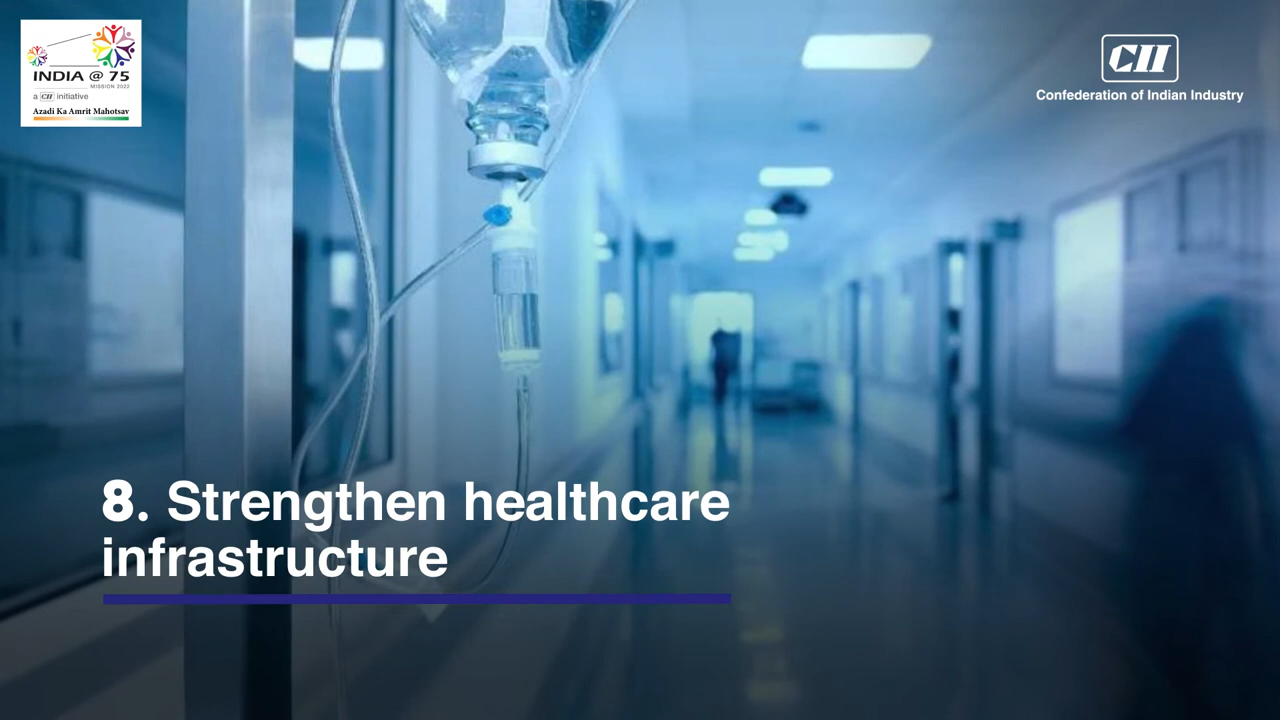 INDIA @ 75
MISSION 2022
a CII initiative
Azadi Ka Amrit Mahotsav
CII
Confederation of Indian Industry
8. Strengthen healthcare
infrastructure